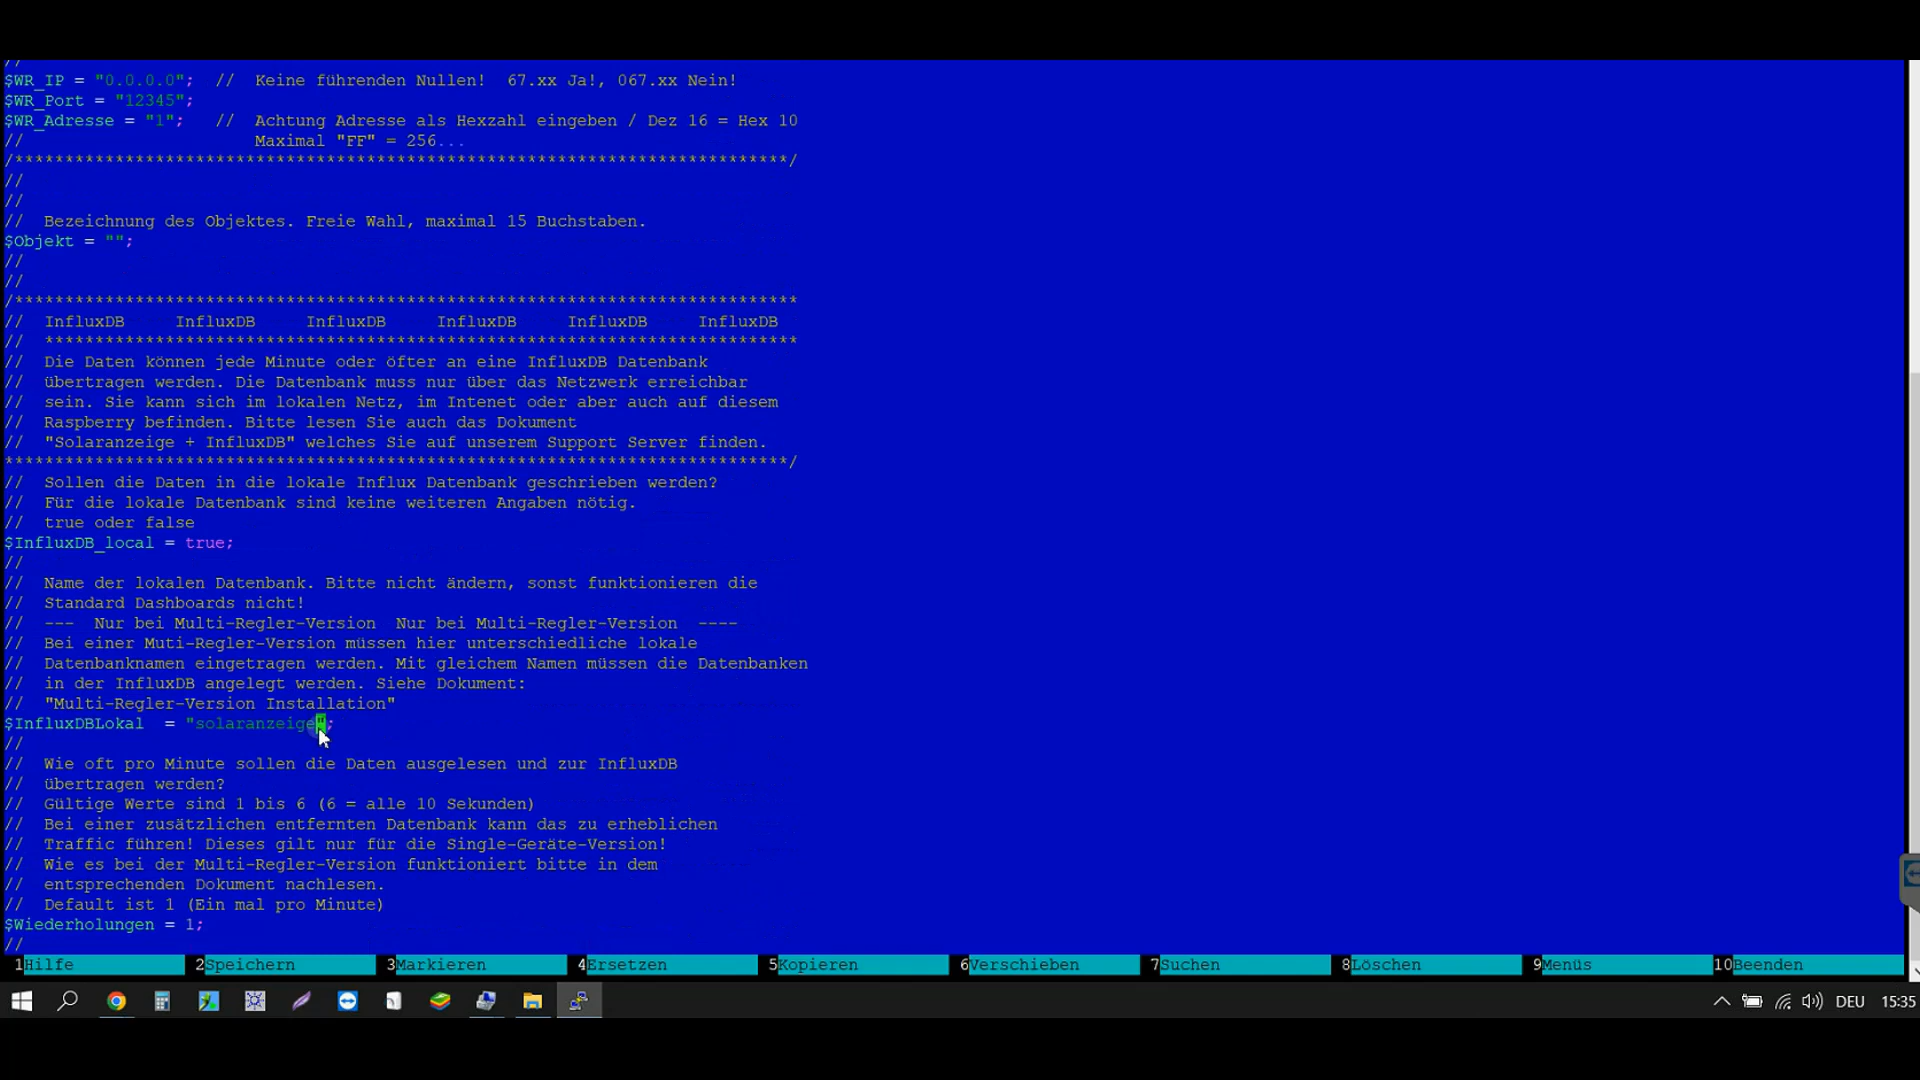 //
$WR_IP = "0.0.0.0";  //  Keine führenden Nullen!  67.xx Ja!, 067.xx Nein!
$WR_Port = "12345";
$WR_Adresse = "1";   //  Achtung Adresse als Hexzahl eingeben / Dez 16 = Hex 10
//                       Maximal "FF" = 256...
/*****************************************************************************/
//
//
//  Bezeichnung des Objektes. Freie Wahl, maximal 15 Buchstaben.
$Objekt = "";
//
//
/******************************************************************************
//  InfluxDB     InfluxDB     InfluxDB     InfluxDB     InfluxDB     InfluxDB
//  ***************************************************************************
//  Die Daten können jede Minute oder öfter an eine InfluxDB Datenbank
//  übertragen werden. Die Datenbank muss nur über das Netzwerk erreichbar
//  sein. Sie kann sich im lokalen Netz, im Intenet oder aber auch auf diesem
//  Raspberry befinden. Bitte lesen Sie auch das Dokument
//  "Solaranzeige + InfluxDB" welches Sie auf unserem Support Server finden.
******************************************************************************/
//  Sollen die Daten in die lokale Influx Datenbank geschrieben werden?
//  Für die lokale Datenbank sind keine weiteren Angaben nötig.
//  true oder false
$InfluxDB_local = true;
//
//  Name der lokalen Datenbank. Bitte nicht ändern, sonst funktionieren die
//  Standard Dashboards nicht!
//  ---  Nur bei Multi-Regler-Version  Nur bei Multi-Regler-Version  ----
//  Bei einer Muti-Regler-Version müssen hier unterschiedliche lokale
//  Datenbanknamen eingetragen werden. Mit gleichem Namen müssen die Datenbanken
//  in der InfluxDB angelegt werden. Siehe Dokument:
//  "Multi-Regler-Version Installation"
$InfluxDBLokal  = "solaranzeige";
//
//  Wie oft pro Minute sollen die Daten ausgelesen und zur InfluxDB
//  übertragen werden?
//  Gültige Werte sind 1 bis 6 (6 = alle 10 Sekunden)
//  Bei einer zusätzlichen entfernten Datenbank kann das zu erheblichen
//  Traffic führen! Dieses gilt nur für die Single-Geräte-Version!
//  Wie es bei der Multi-Regler-Version funktioniert bitte in dem
//  entsprechenden Dokument nachlesen.
//  Default ist 1 (Ein mal pro Minute)
$Wiederholungen = 1;
//
1Hilfe 2Speichern 3Markieren 4Ersetzen 5Kopieren 6Verschieben 7Suchen 8Löschen 9Menüs 10Beenden
DEU 15:35